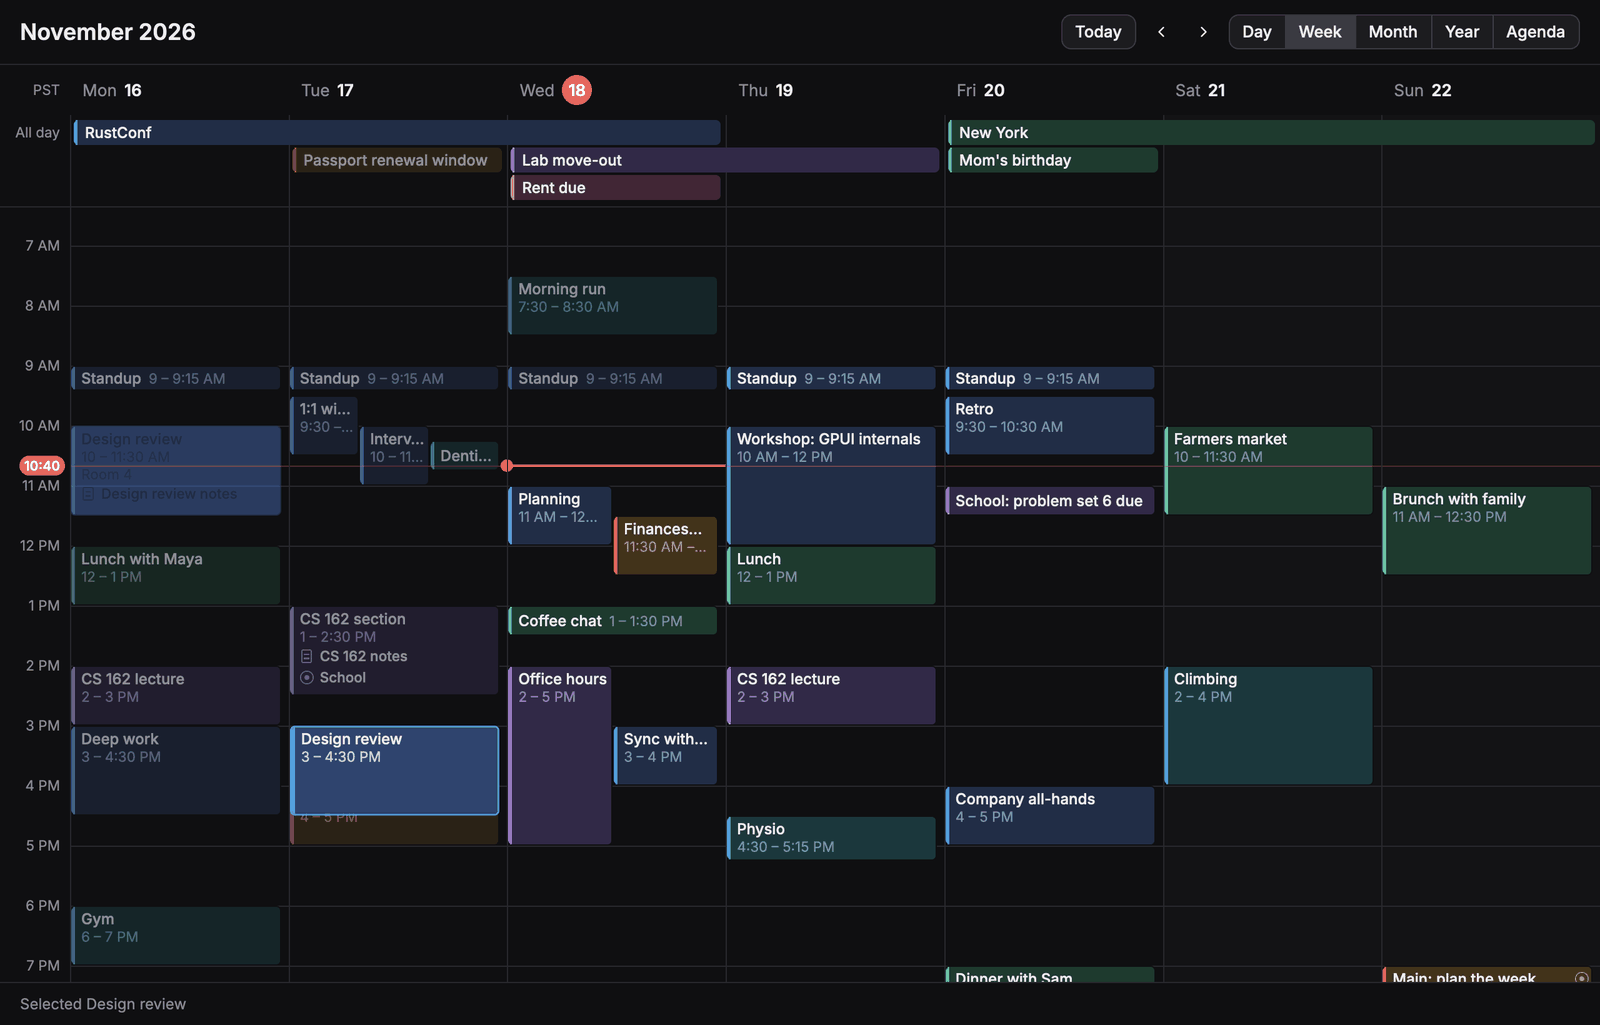 November 2026
Today
Day
Week
Month
Year
Agenda
PST
Mon 16
Tue 17
Wed 18
Thu 19
Fri 20
Sat 21
Sun 22
All day
RustConf
New York
Passport renewal window
Lab move-out
Mom's birthday
Rent due
7 AM
8 AM
9 AM
10 AM
10:40
11 AM
12 PM
1 PM
2 PM
3 PM
4 PM
5 PM
6 PM
7 PM
Standup 9 – 9:15 AM
Design review
10 – 11:30 AM
Room 4
Design review notes
Lunch with Maya
12 – 1 PM
CS 162 lecture
2 – 3 PM
Deep work
3 – 4:30 PM
Gym
6 – 7 PM
Standup 9 – 9:15 AM
1:1 wi...
9:30 –...
Interv...
10 – 11...
Denti...
CS 162 section
1 – 2:30 PM
CS 162 notes
School
Design review
3 – 4:30 PM
4 – 5 PM
Morning run
7:30 – 8:30 AM
Standup 9 – 9:15 AM
Planning
11 AM – 12...
Finances...
11:30 AM –...
Coffee chat 1 – 1:30 PM
Office hours
2 – 5 PM
Sync with...
3 – 4 PM
Standup 9 – 9:15 AM
Workshop: GPUI internals
10 AM – 12 PM
Lunch
12 – 1 PM
CS 162 lecture
2 – 3 PM
Physio
4:30 – 5:15 PM
Standup 9 – 9:15 AM
Retro
9:30 – 10:30 AM
School: problem set 6 due
Company all-hands
4 – 5 PM
Dinner with Sam
Farmers market
10 – 11:30 AM
Climbing
2 – 4 PM
Brunch with family
11 AM – 12:30 PM
Main: plan the week
Selected Design review